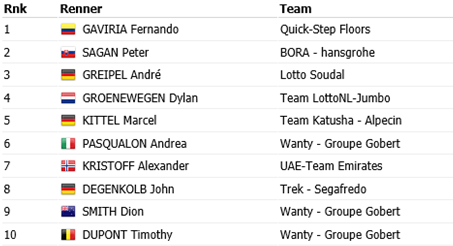 Rnk Renner Team
1 GAVIRIA Fernando Quick-Step Floors
2 SAGAN Peter BORA - hansgrohe
3 GREIPEL André Lotto Soudal
4 GROENEWEGEN Dylan Team LottoNL-Jumbo
5 KITTEL Marcel Team Katusha - Alpecin
6 PASQUALON Andrea Wanty - Groupe Gobert
7 KRISTOFF Alexander UAE-Team Emirates
8 DEGENKOLB John Trek - Segafredo
9 SMITH Dion Wanty - Groupe Gobert
10 DUPONT Timothy Wanty - Groupe Gobert